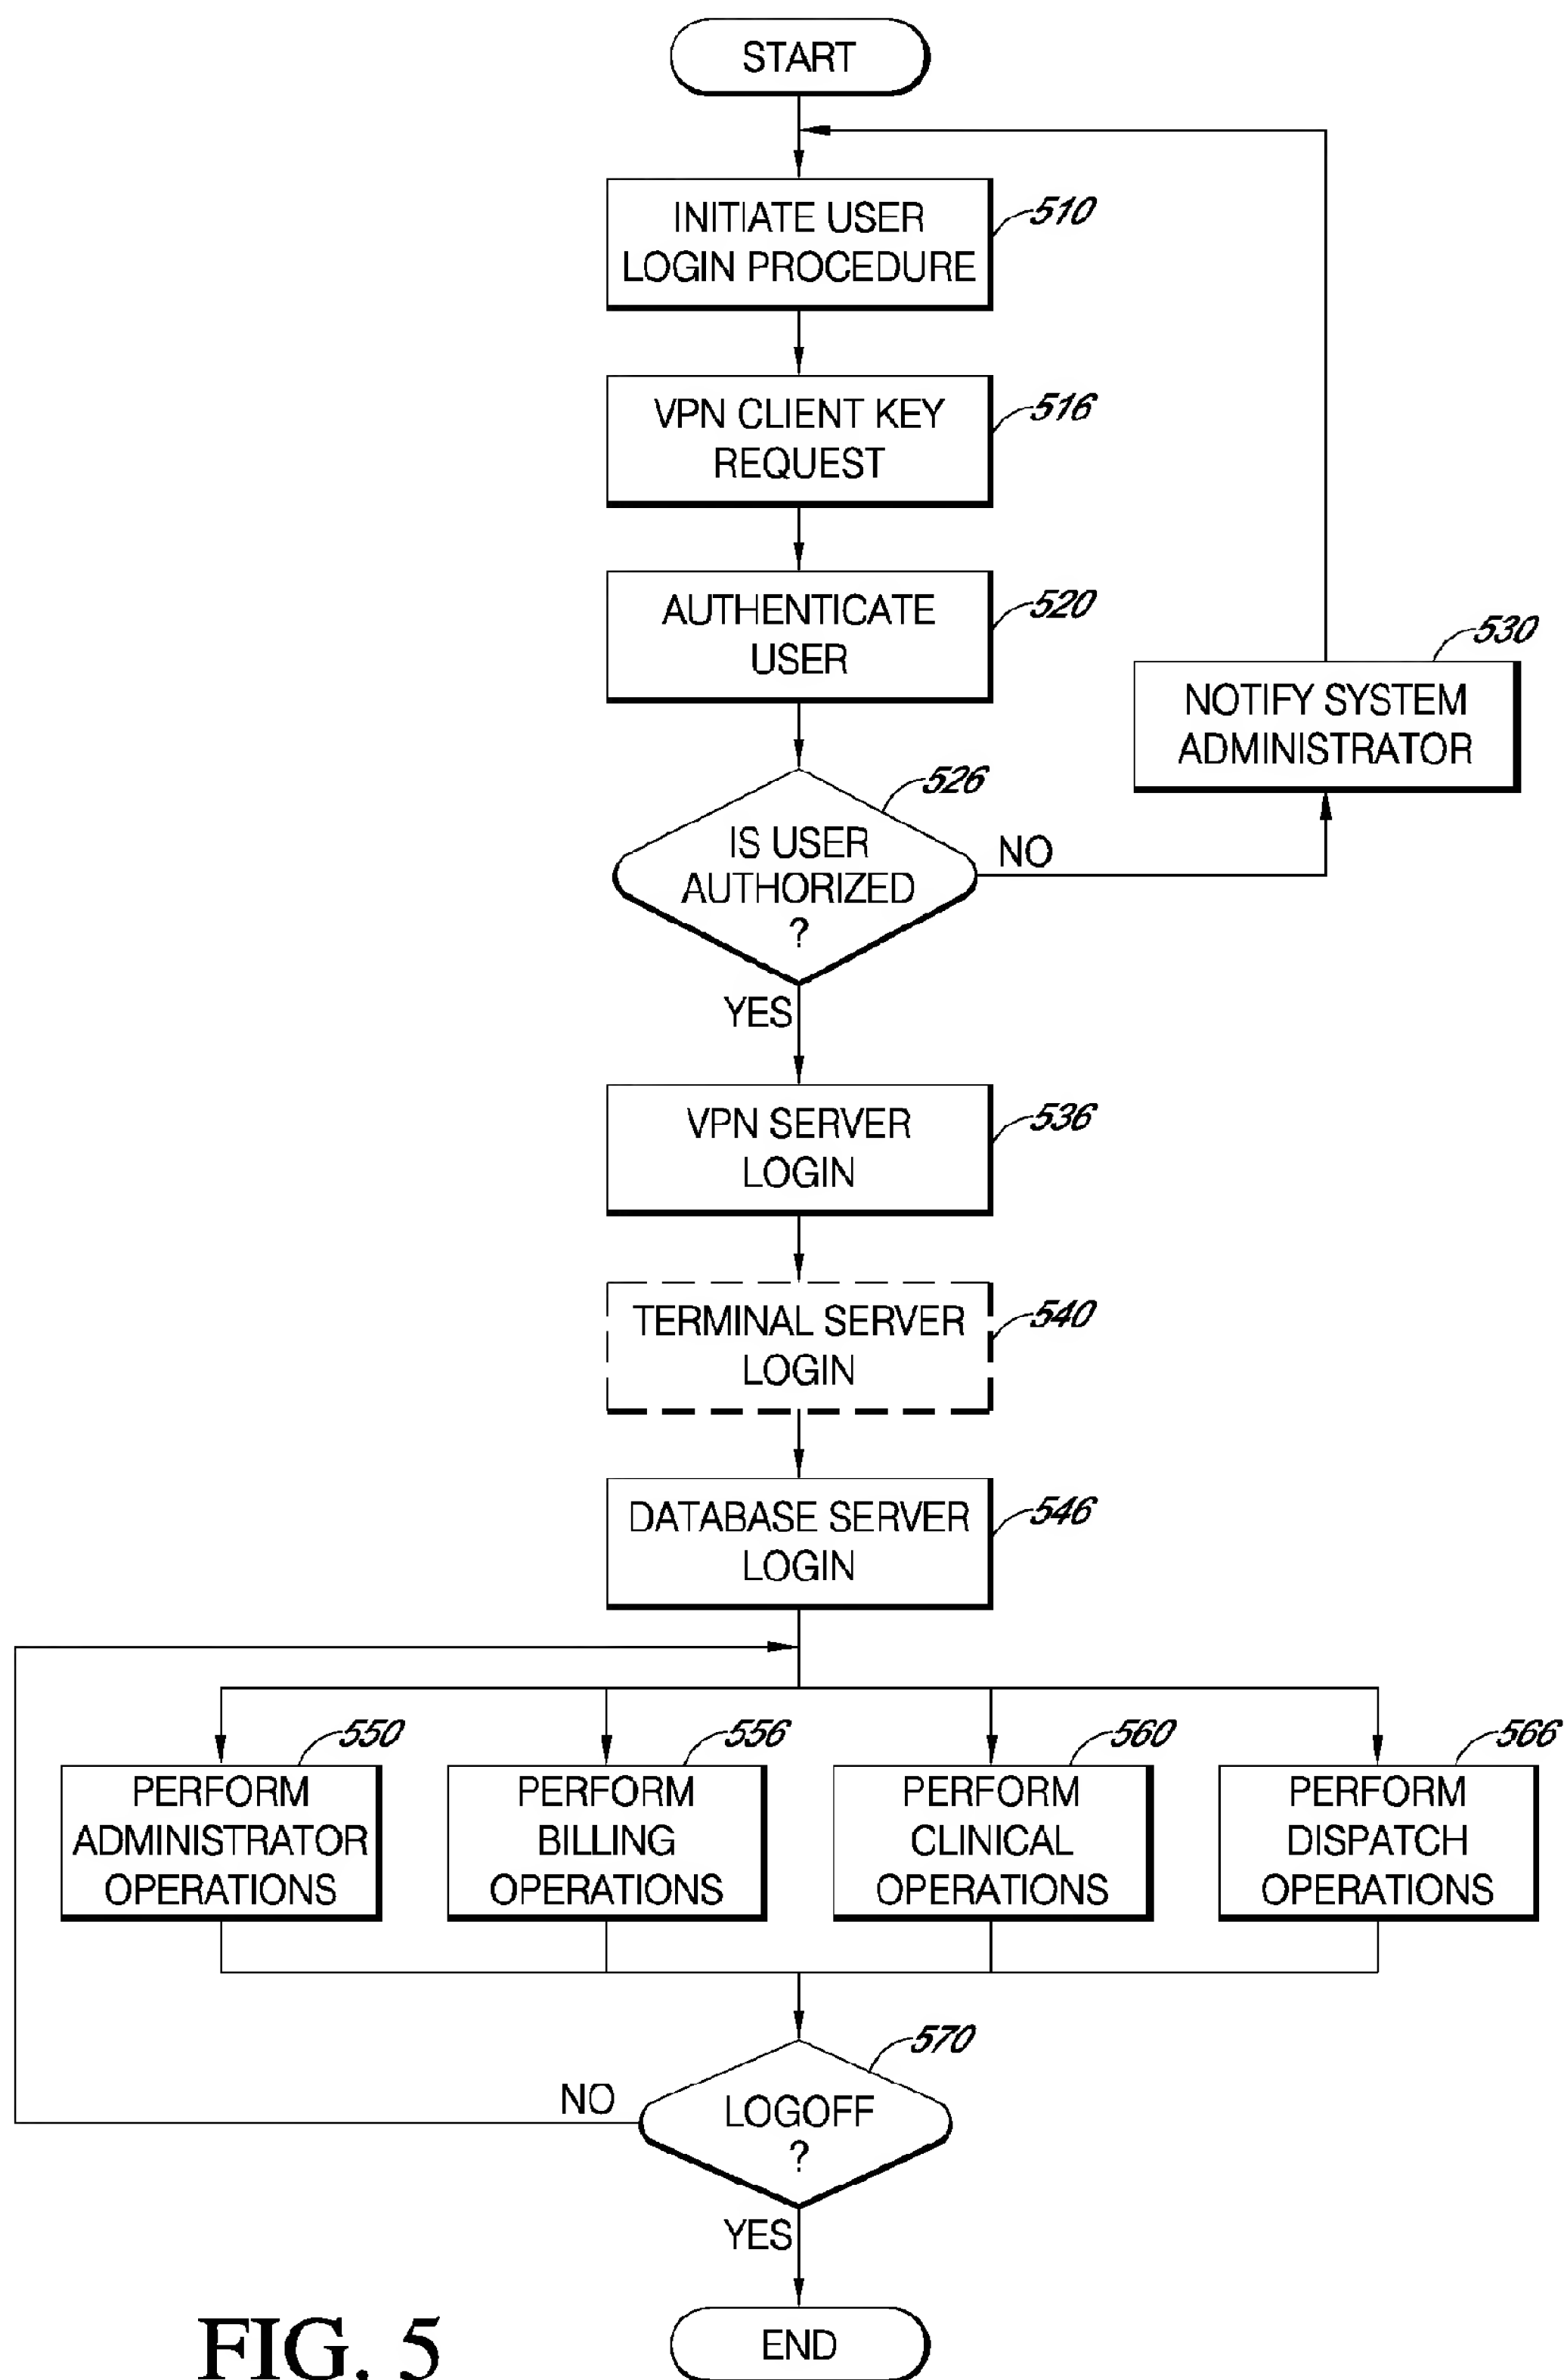 START
INITIATE USER
LOGIN PROCEDURE
510
VPN CLIENT KEY
REQUEST
516
AUTHENTICATE
USER
520
530
NOTIFY SYSTEM
ADMINISTRATOR
526
IS USER
AUTHORIZED
?
NO
YES
VPN SERVER
LOGIN
536
TERMINAL SERVER
LOGIN
540
DATABASE SERVER
LOGIN
546
550
PERFORM
ADMINISTRATOR
OPERATIONS
556
PERFORM
BILLING
OPERATIONS
560
PERFORM
CLINICAL
OPERATIONS
566
PERFORM
DISPATCH
OPERATIONS
570
LOGOFF
?
NO
YES
END
FIG. 5